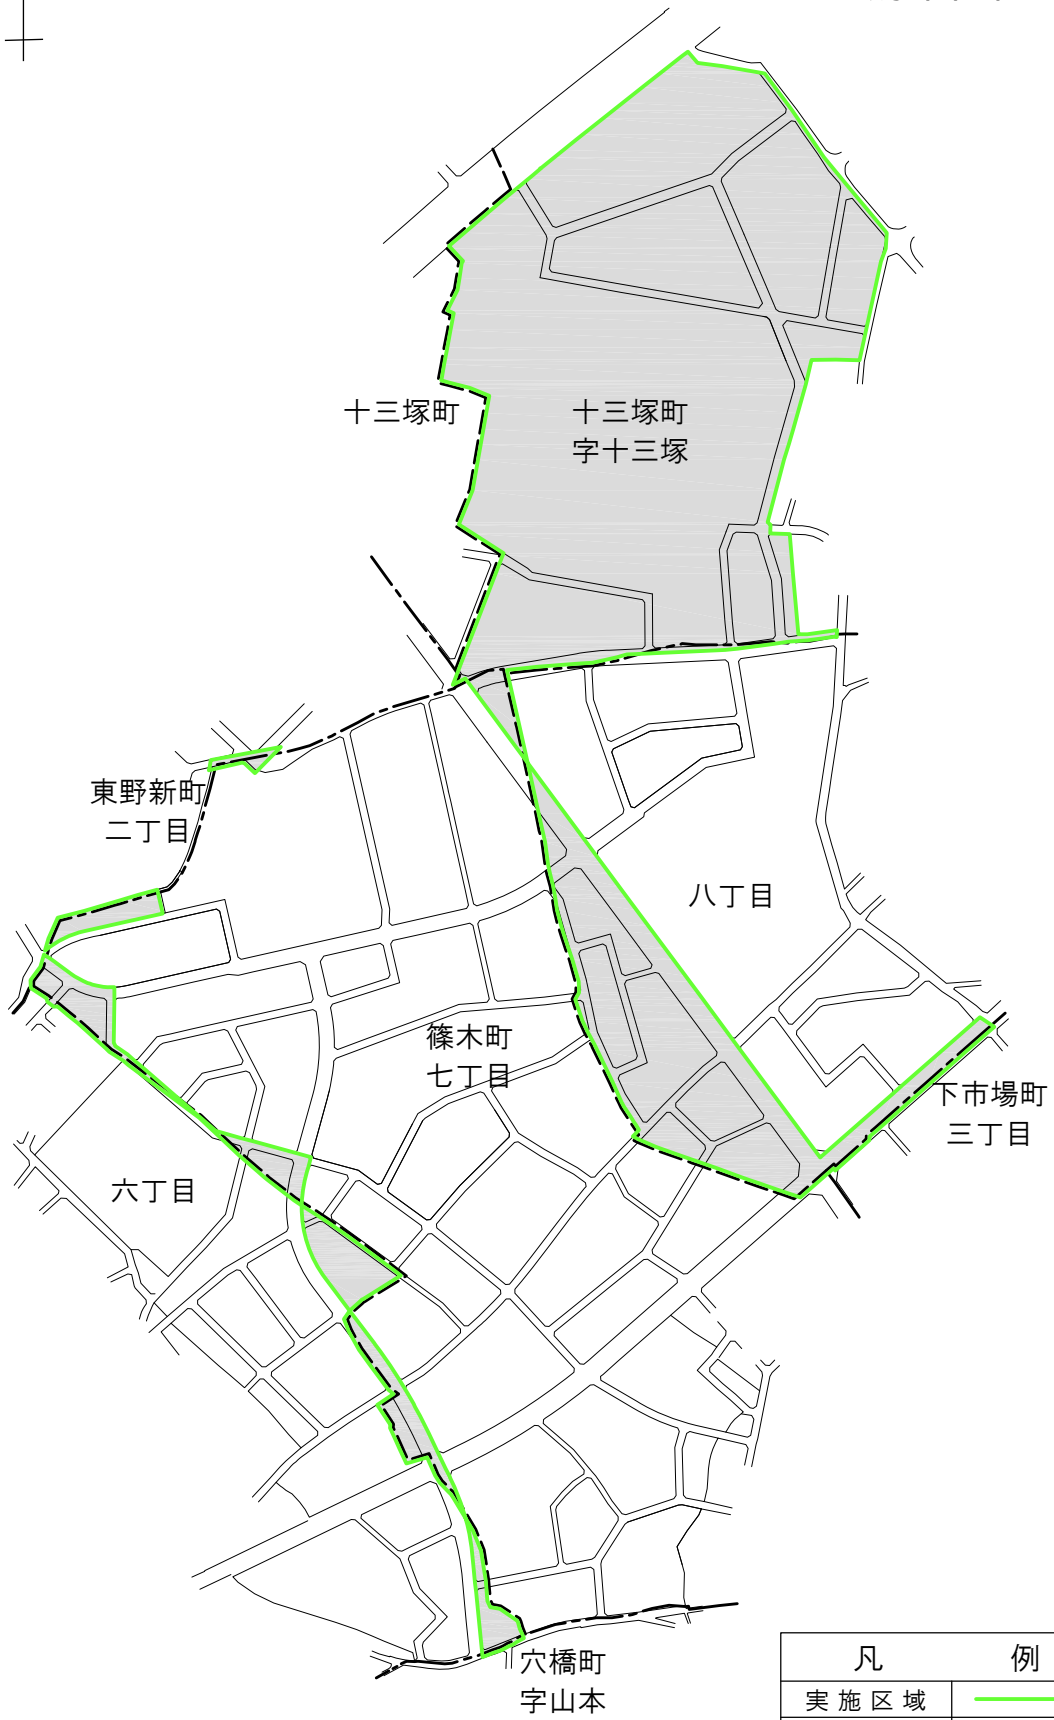 十三塚町
十三塚町
字十三塚
東野新町
二丁目
八丁目
篠木町
七丁目
下市場町
三丁目
六丁目
穴橋町
字山本
凡 例
実施区域